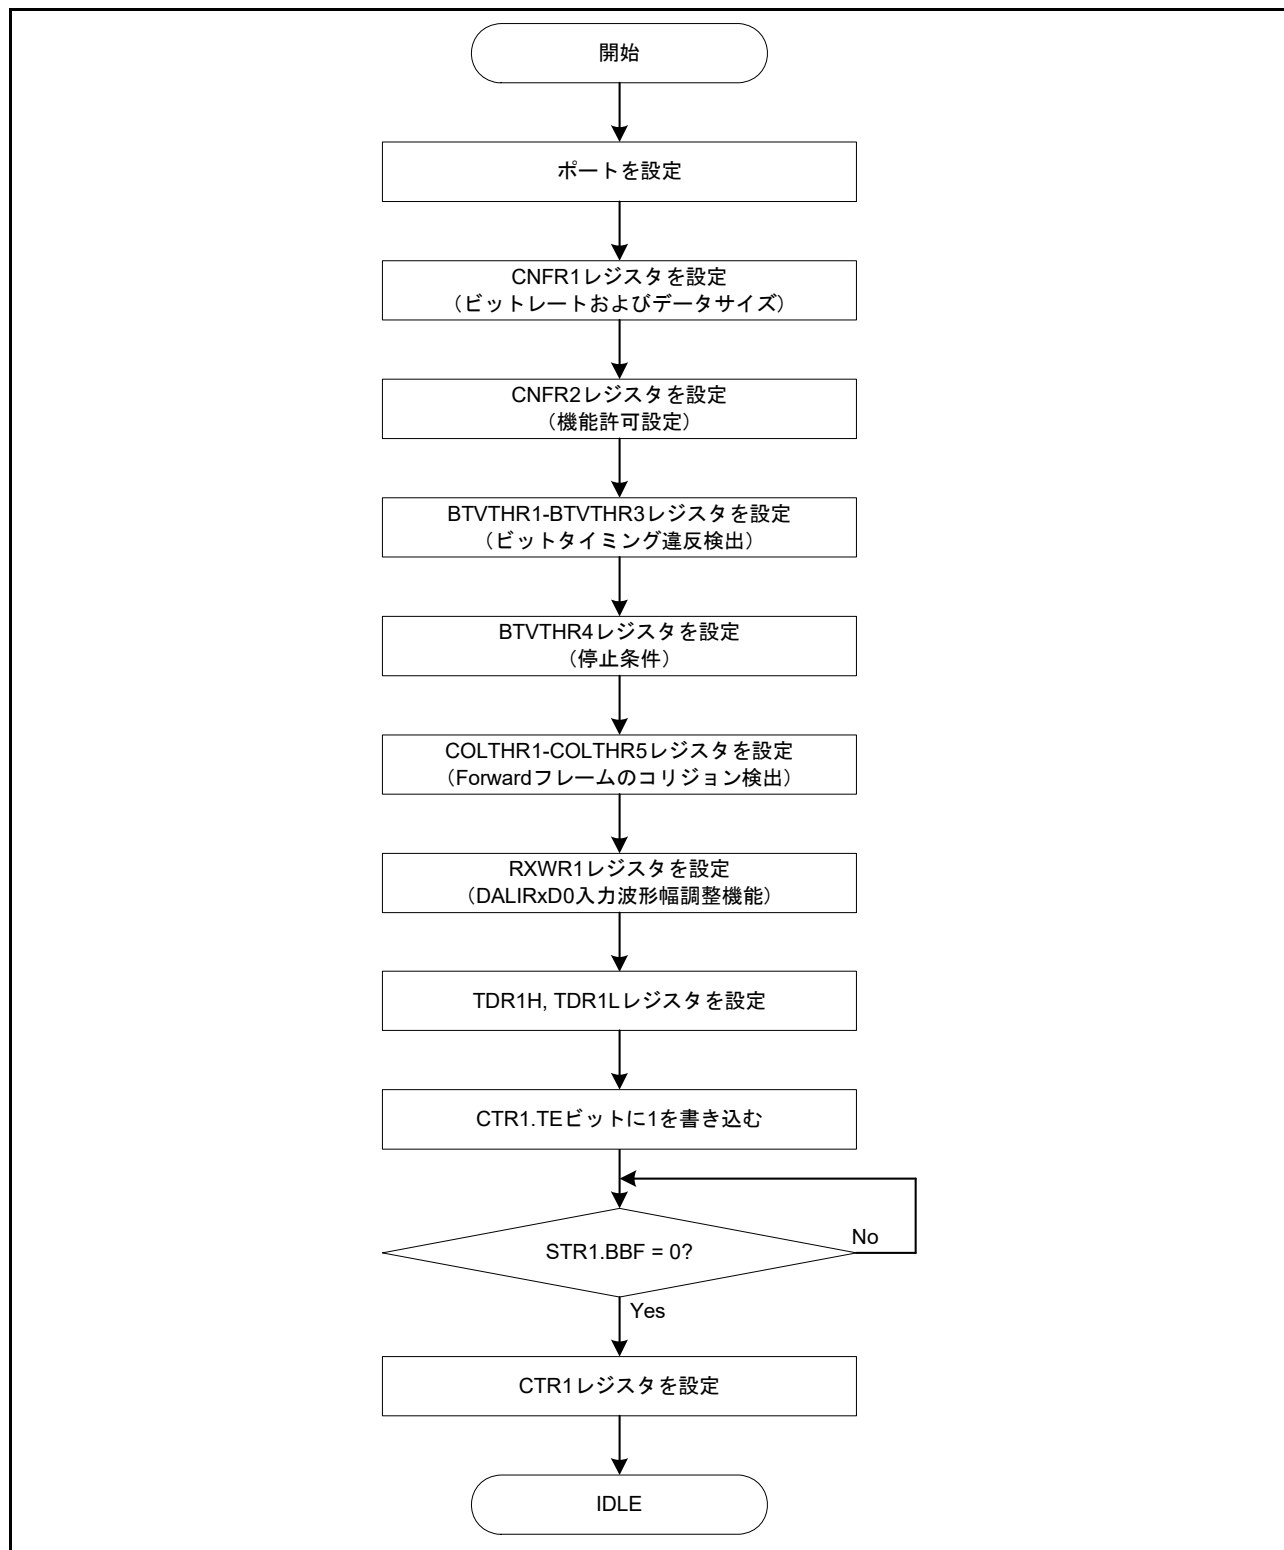 開始
ポートを設定
CNFR1レジスタを設定
（ビットレートおよびデータサイズ）
CNFR2レジスタを設定
（機能許可設定）
BTVTHR1-BTVTHR3レジスタを設定
（ビットタイミング違反検出）
BTVTHR4レジスタを設定
（停止条件）
COLTHR1-COLTHR5レジスタを設定
（Forwardフレームのコリジョン検出）
RXWR1レジスタを設定
（DALIRxD0入力波形幅調整機能）
TDR1H, TDR1Lレジスタを設定
CTR1.TEビットに1を書き込む
STR1.BBF = 0?
No
Yes
CTR1レジスタを設定
IDLE